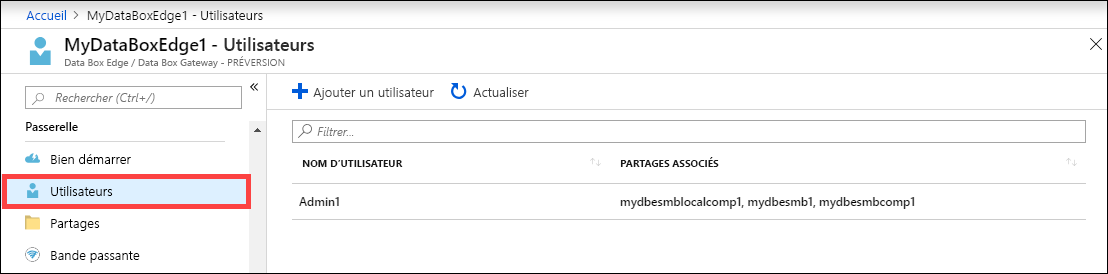 Accueil > MyDataBoxEdge1 - Utilisateurs
MyDataBoxEdge1 - Utilisateurs
Data Box Edge / Data Box Gateway - PRÉVERSION
Rechercher (Ctrl+/)
«
Passerelle
Bien démarrer
Utilisateurs
Partages
Bande passante
Ajouter un utilisateur
Actualiser
Filtrer...
NOM D'UTILISATEUR
PARTAGES ASSOCIÉS
Admin1
mydbesmblocalcomp1, mydbesmb1, mydbesmbcomp1